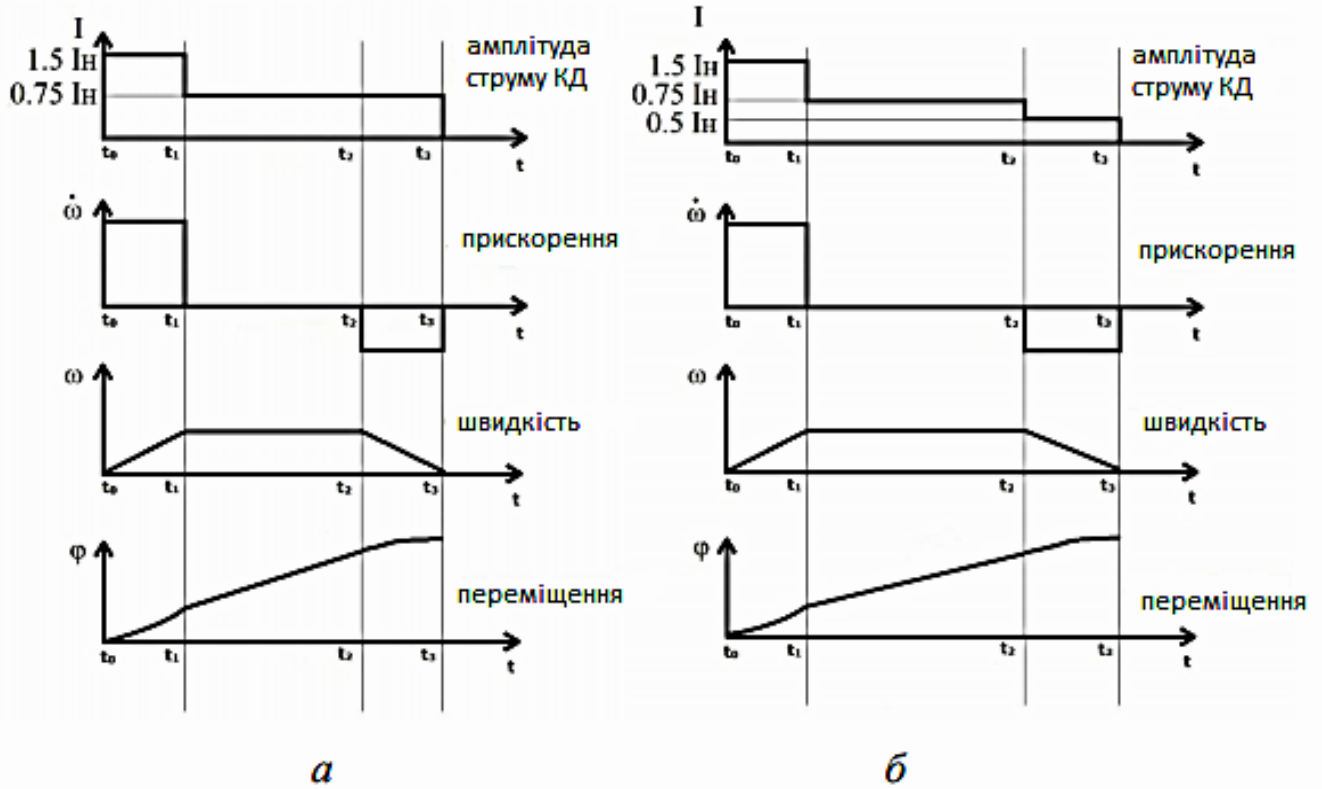 I
1.5 Iн
0.75 Iн
t₀ t₁ t₂ t₃
t
амплітуда
струму КД
ω̇
t₀ t₁ t₂ t₃
t
прискорення
ω
t₀ t₁ t₂ t₃
t
швидкість
φ
t₀ t₁ t₂ t₃
t
переміщення
а
I
1.5 Iн
0.75 Iн
0.5 Iн
t₀ t₁ t₂ t₃
t
амплітуда
струму КД
ω̇
t₀ t₁ t₂ t₃
t
прискорення
ω
t₀ t₁ t₂ t₃
t
швидкість
φ
t₀ t₁ t₂ t₃
t
переміщення
б